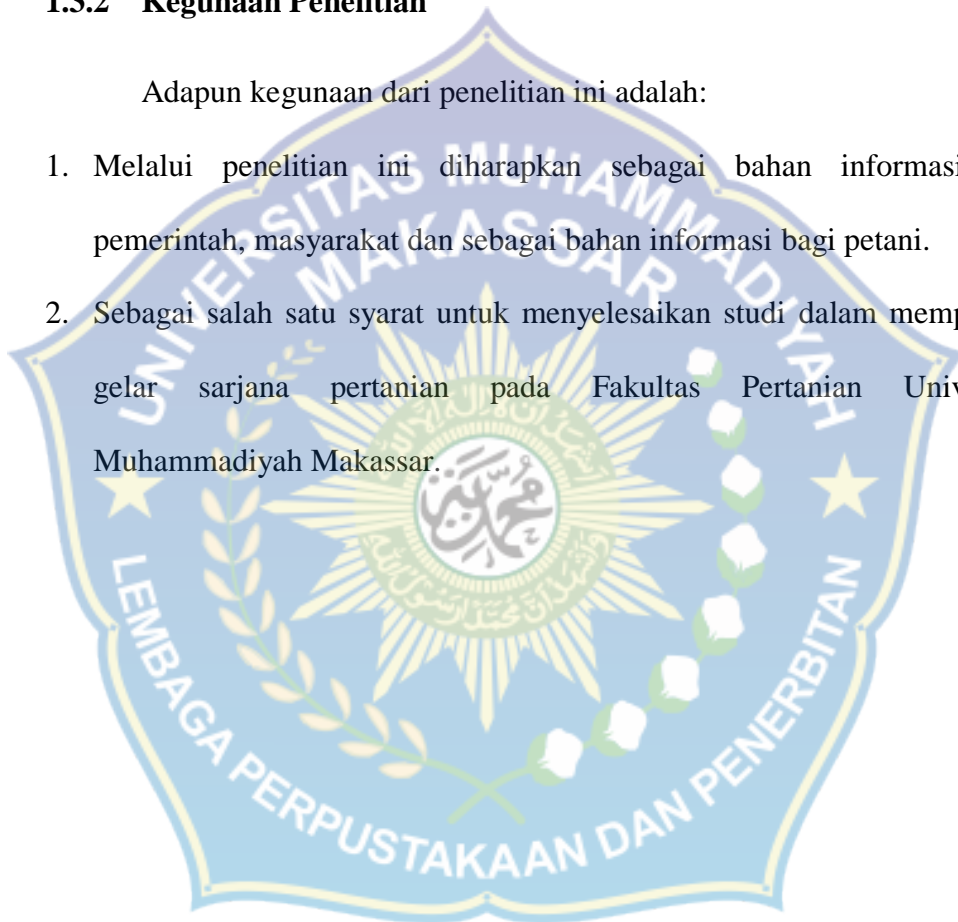 1.3.2 Kegunaan Penelitian
Adapun kegunaan dari penelitian ini adalah:
1. Melalui penelitian ini diharapkan sebagai bahan informasi
pemerintah, masyarakat dan sebagai bahan informasi bagi petani.
2. Sebagai salah satu syarat untuk menyelesaikan studi dalam memp
gelar sarjana pertanian pada Fakultas Pertanian Univ
Muhammadiyah Makassar.
UNIVERSITAS MUHAMMADIYAH
MAKASSAR
LEMBAGA PERPUSTAKAAN DAN PENERBITAN